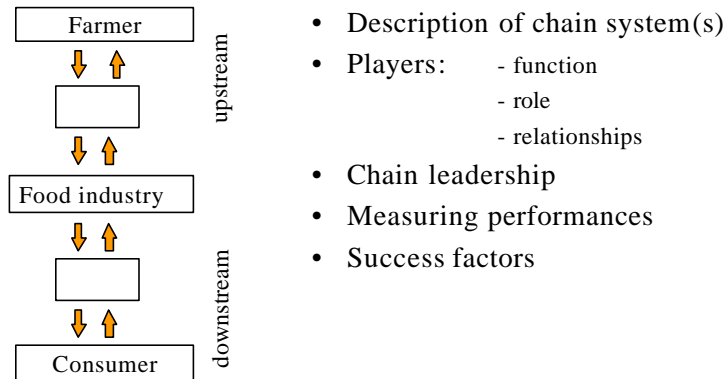 Farmer
upstream
Food industry
downstream
Consumer
• Description of chain system(s)
• Players: - function
- role
- relationships
• Chain leadership
• Measuring performances
• Success factors